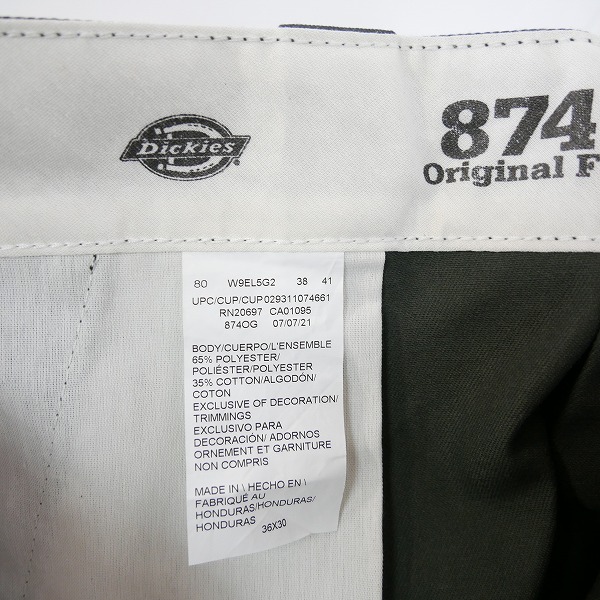 Dickies
874
Original F
80 W9EL5G2 38 41
UPC/CUP/CUP029311074661
RN20697 CA01095
874OG 07/07/21
BODY/CUERPO/L'ENSEMBLE
65% POLYESTER/
POLIÉSTER/POLYESTER
35% COTTON/ALGODÓN/
COTON
EXCLUSIVE OF DECORATION/
TRIMMINGS
EXCLUSIVO PARA
DECORACIÓN/ ADORNOS
ORNEMENT ET GARNITURE
NON COMPRIS
MADE IN \ HECHO EN \
FABRIQUÉ AU
HONDURAS/HONDURAS/
HONDURAS
36X30